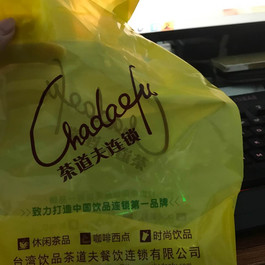 Chadaefu
茶道夫连锁
>>致力打造中国饮品连锁第一品牌<<
休闲茶品 咖啡西点 时尚饮品
台湾饮品茶道夫餐饮连锁有限公司